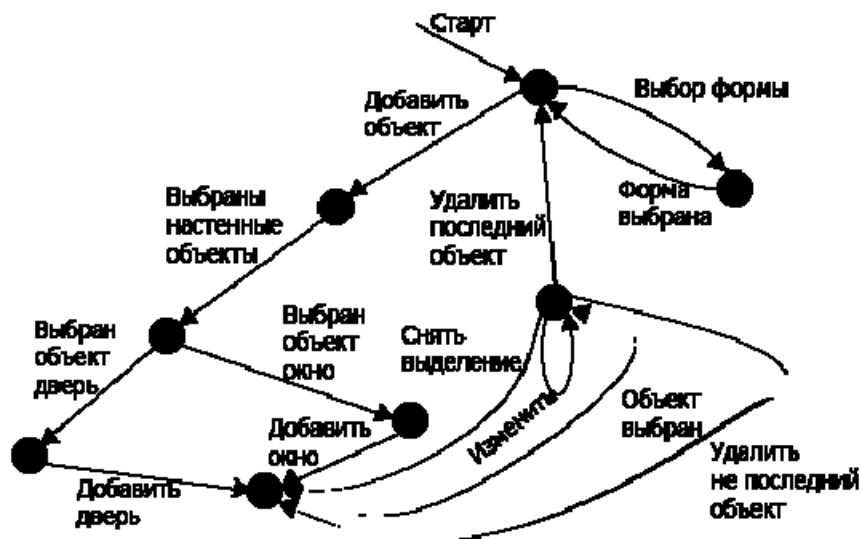 Старт
Выбор формы
Добавить
объект
Форма
выбрана
Выбраны
настенные
объекты
Удалить
последний
объект
Выбран
объект
дверь
Выбран
объект
окно
Снять
выделение
Изменить
Объект
выбран
Добавить
окно
Удалить
не последний
объект
Добавить
дверь